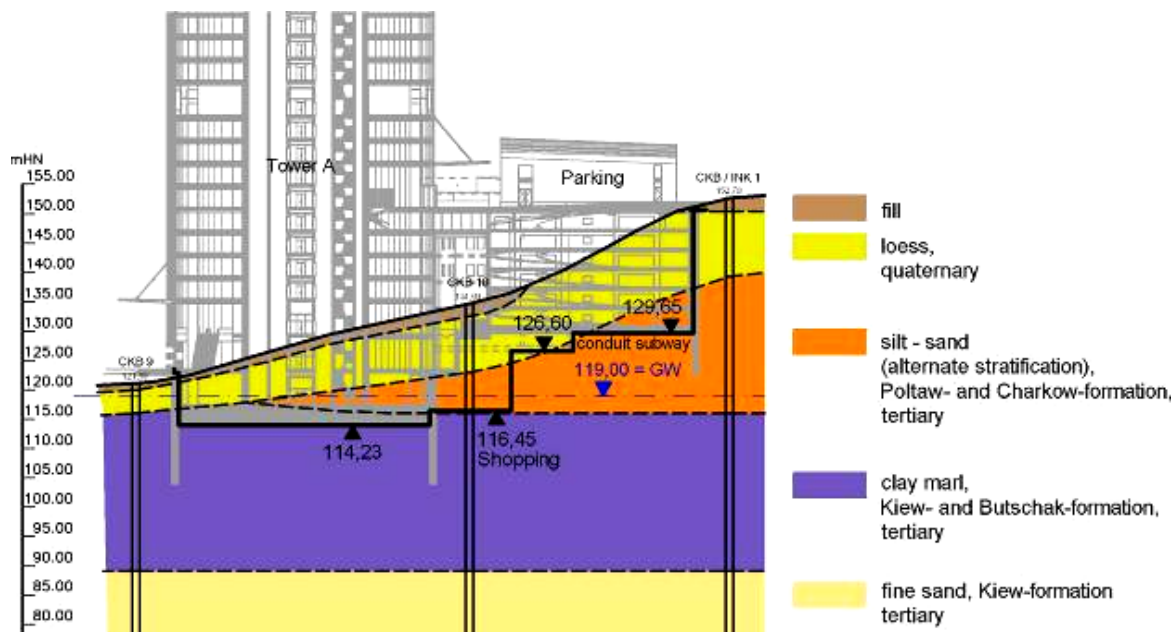 mHN
155.00
150.00
145.00
140.00
135.00
130.00
125.00
120.00
115.00
110.00
105.00
100.00
95.00
90.00
85.00
80.00
Tower A
Parking
CKB / INK 1
CKB 9
126,60
129,65
conduit subway
119,00 = GW
114,23
116,45
Shopping
fill
loess,
quaternary
silt - sand
(alternate stratification),
Poltaw- and Charkow-formation,
tertiary
clay marl,
Kiew- and Butschak-formation,
tertiary
fine sand, Kiew-formation
tertiary